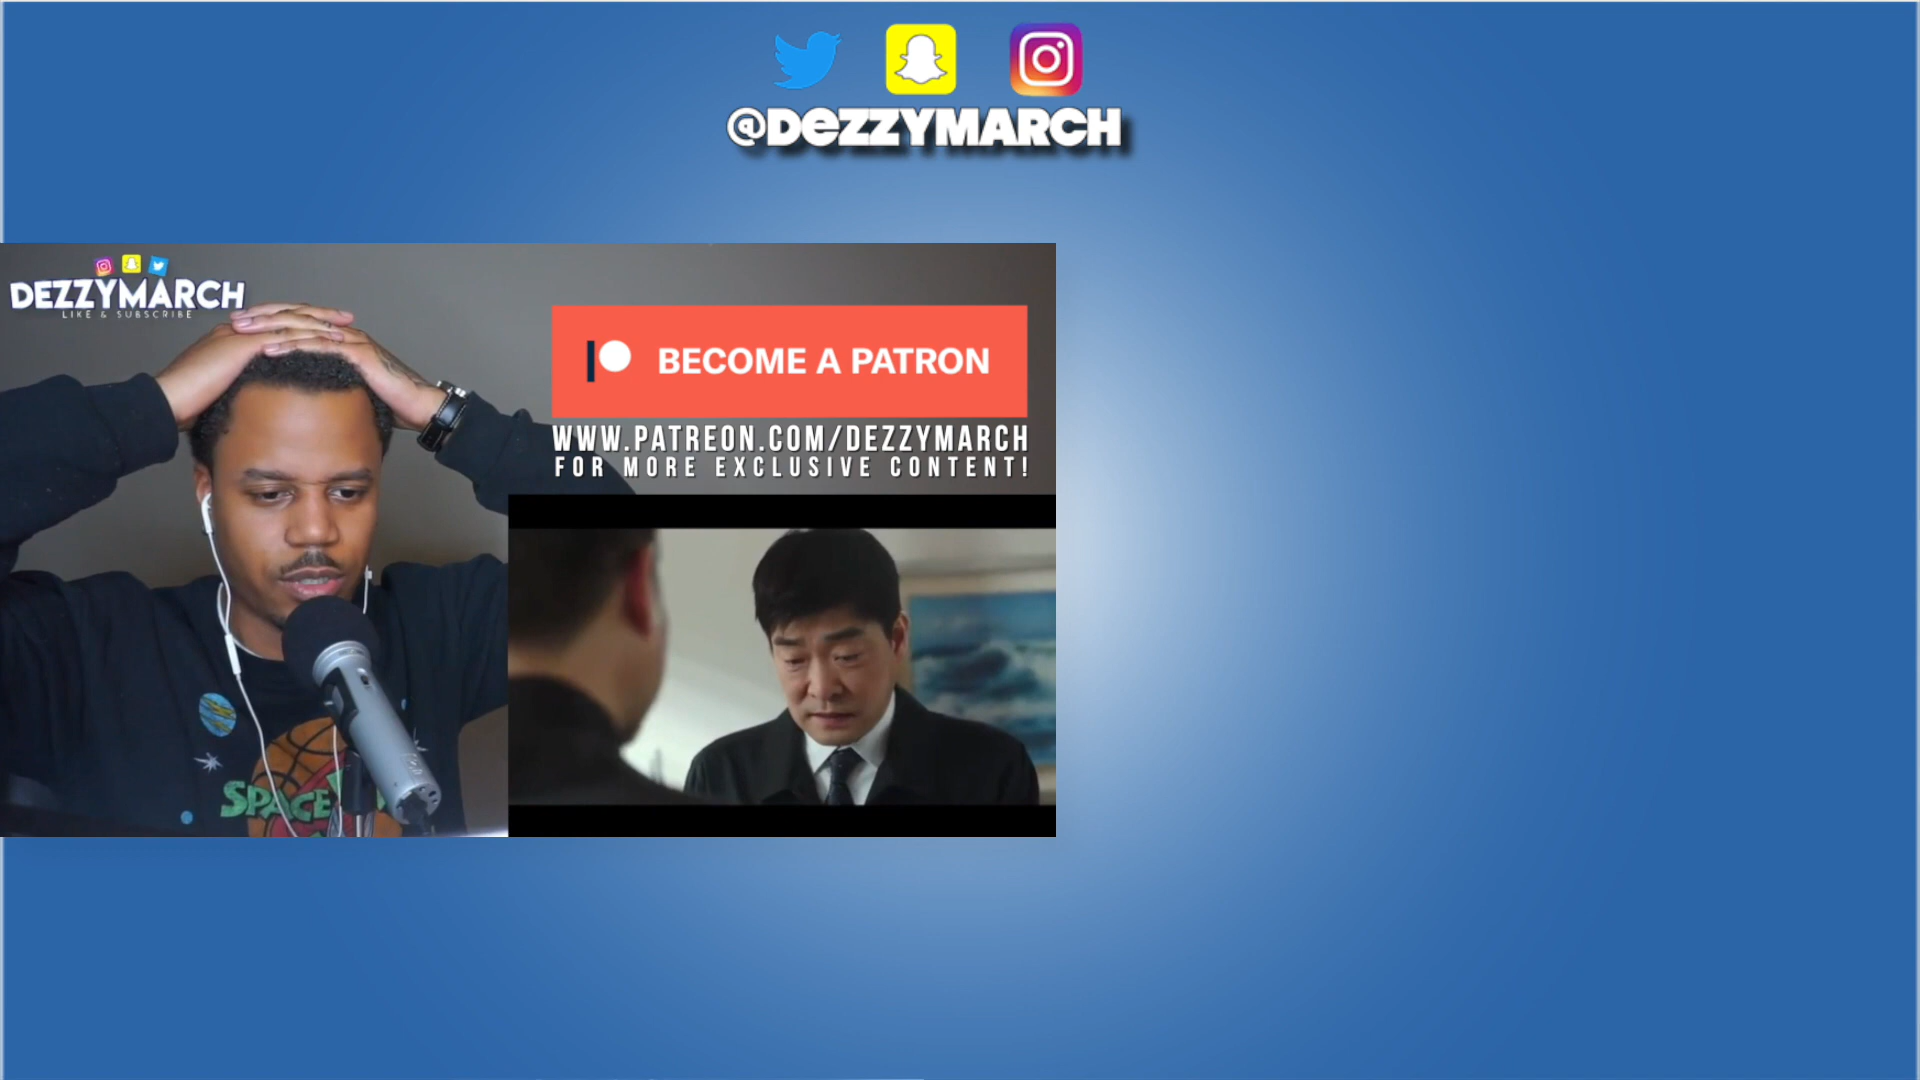 @DEZZYMARCH
DEZZYMARCH
LIKE & SUBSCRIBE
BECOME A PATRON
WWW.PATREON.COM/DEZZYMARCH
FOR MORE EXCLUSIVE CONTENT!
SPACE